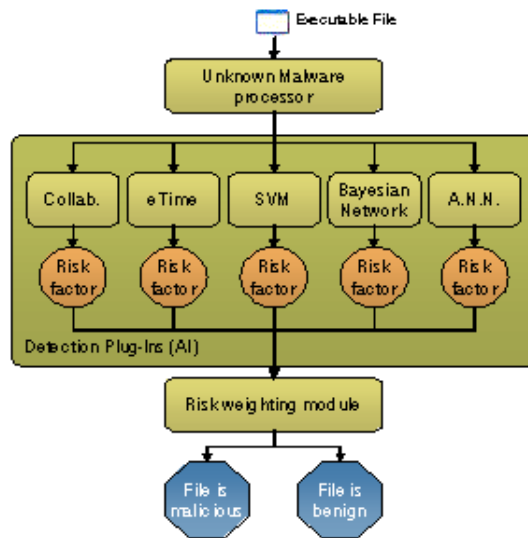 Executable File
Unknown Malware
processor
Collab.
eTime
SVM
Bayesian
Network
A.N.N.
Risk
factor
Risk
factor
Risk
factor
Risk
factor
Risk
factor
Detection Plug-Ins (AI)
Risk weighting module
File is
malicious
File is
benign